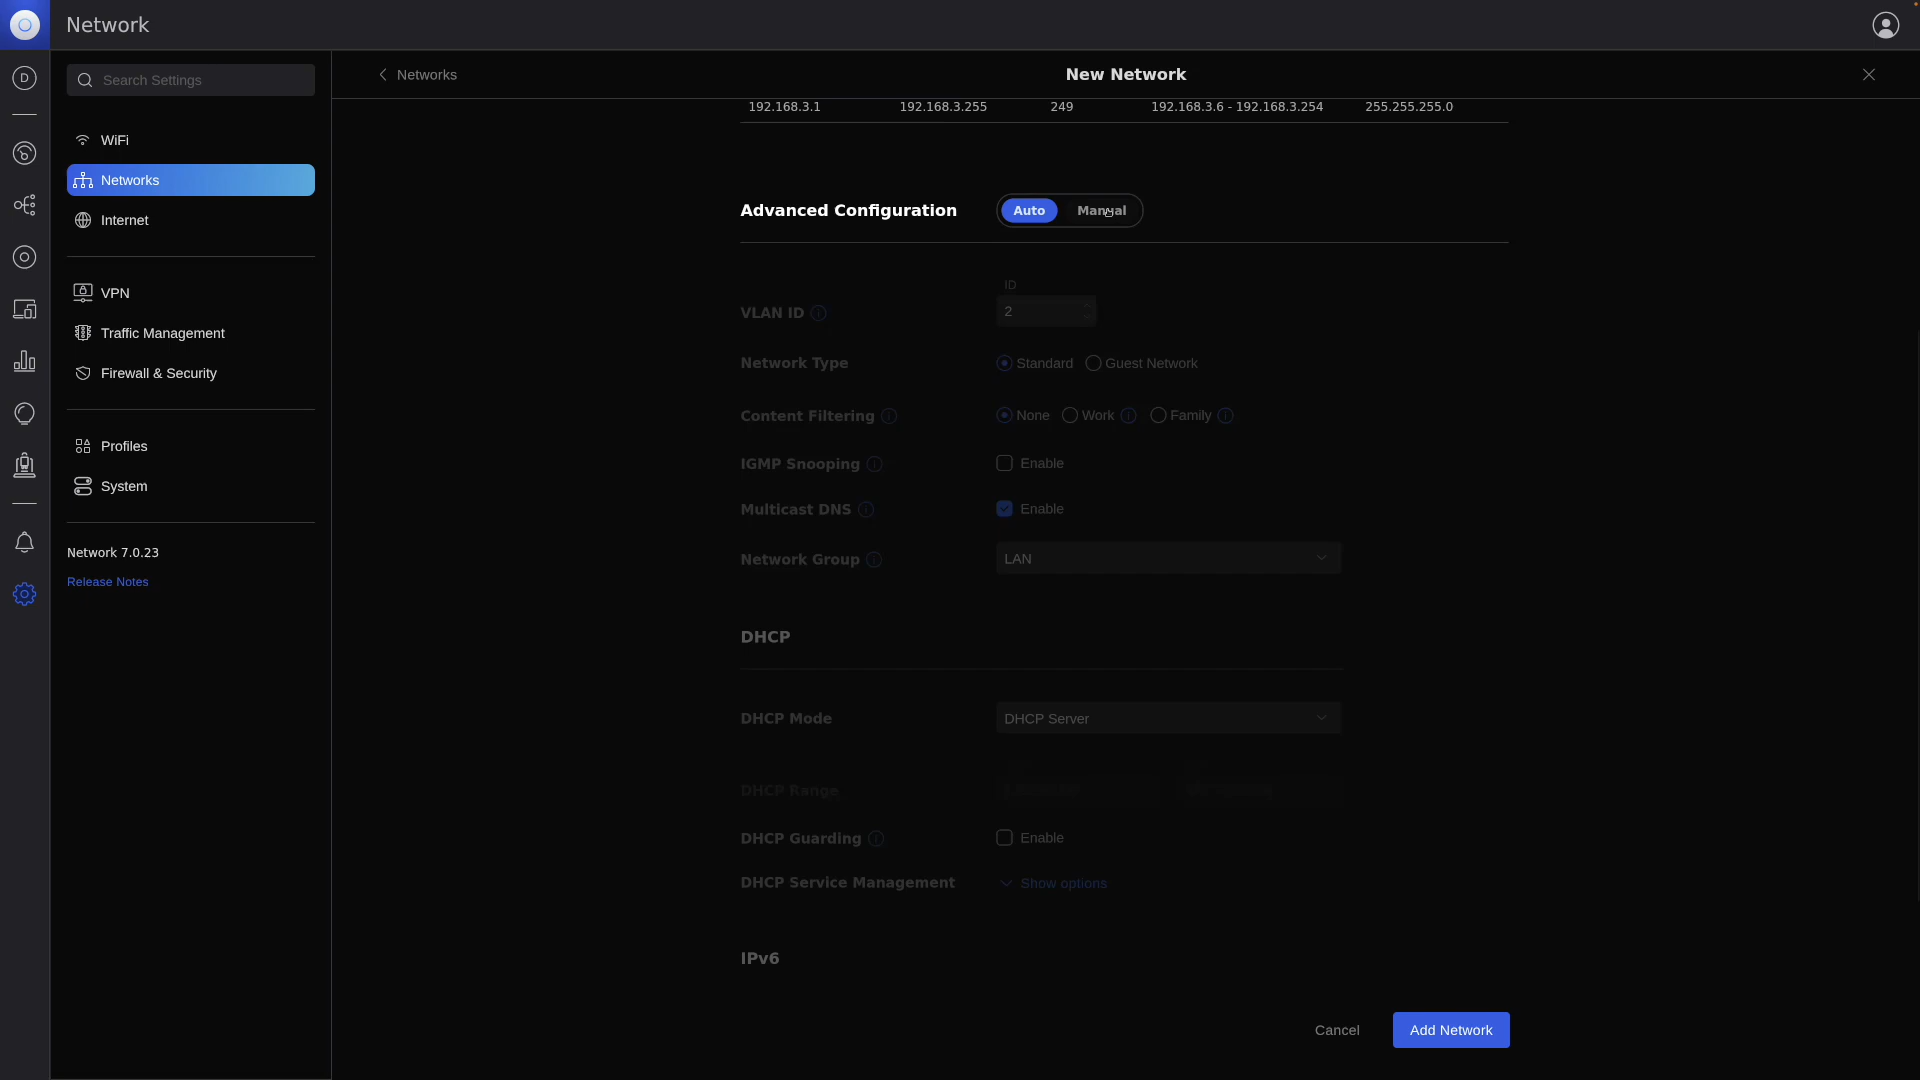 Network
D
Search Settings
WiFi
Networks
Internet
VPN
Traffic Management
Firewall & Security
Profiles
System
Network 7.0.23
Release Notes
Networks
New Network
192.168.3.1 192.168.3.255 249 192.168.3.6 - 192.168.3.254 255.255.255.0
Advanced Configuration Auto Manual
ID
VLAN ID 2
Network Type Standard Guest Network
Content Filtering None Work Family
IGMP Snooping Enable
Multicast DNS Enable
Network Group LAN
DHCP
DHCP Mode DHCP Server
DHCP Range
DHCP Guarding Enable
DHCP Service Management Show options
IPv6
Cancel Add Network